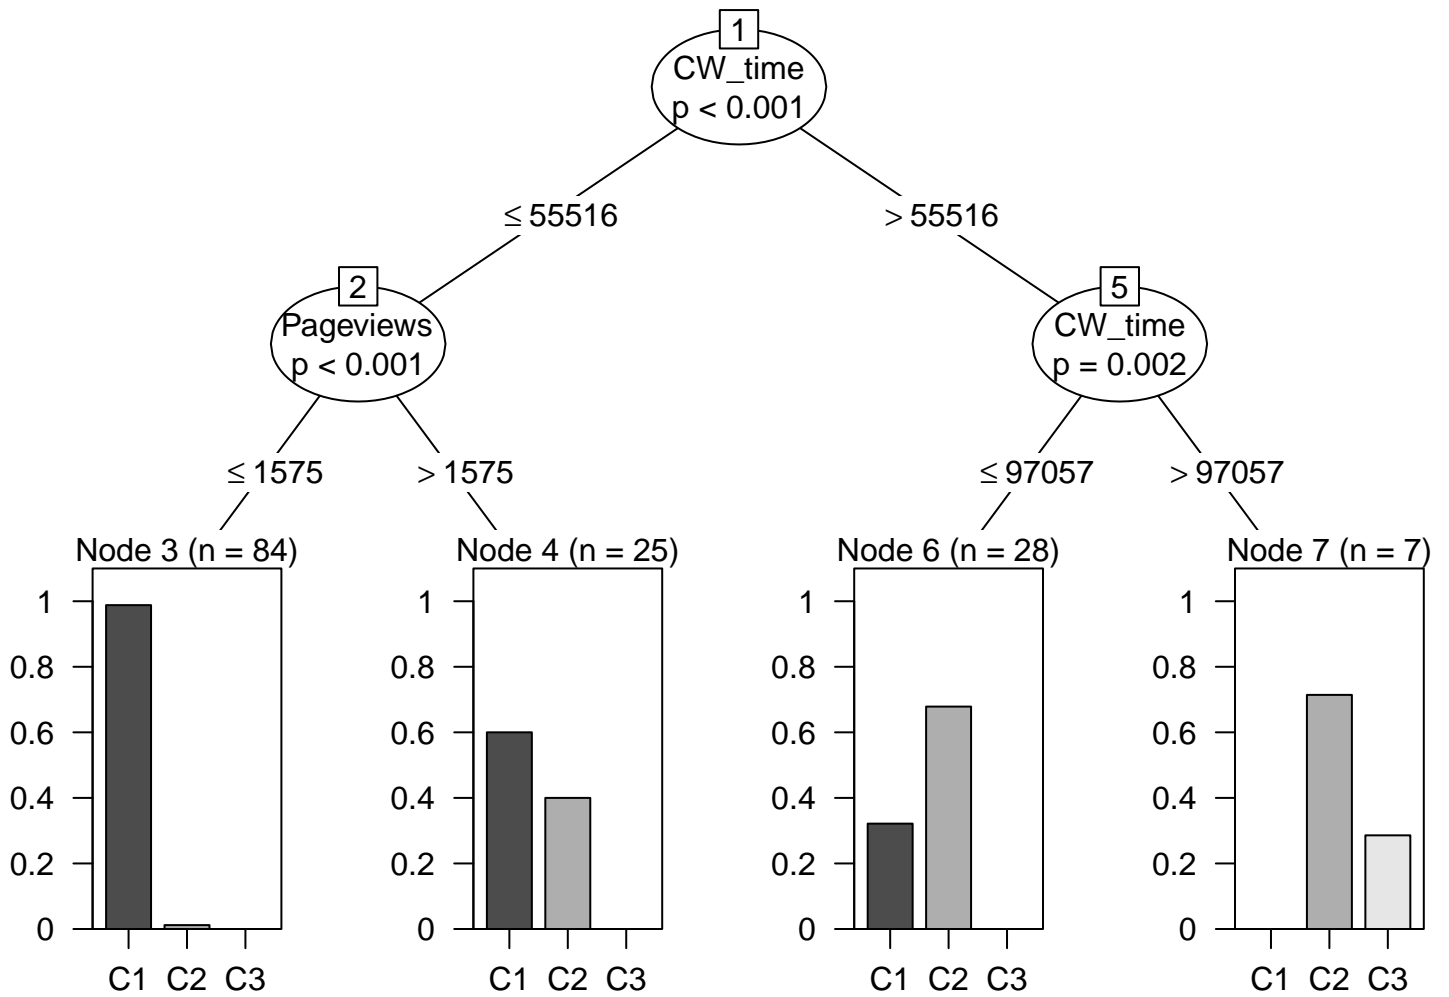 1
CW_time
p < 0.001
≤ 55516
> 55516
2
Pageviews
p < 0.001
5
CW_time
p = 0.002
≤ 1575
> 1575
≤ 97057
> 97057
Node 3 (n = 84)
1
0.8
0.6
0.4
0.2
0
C1 C2 C3
Node 4 (n = 25)
1
0.8
0.6
0.4
0.2
0
C1 C2 C3
Node 6 (n = 28)
1
0.8
0.6
0.4
0.2
0
C1 C2 C3
Node 7 (n = 7)
1
0.8
0.6
0.4
0.2
0
C1 C2 C3